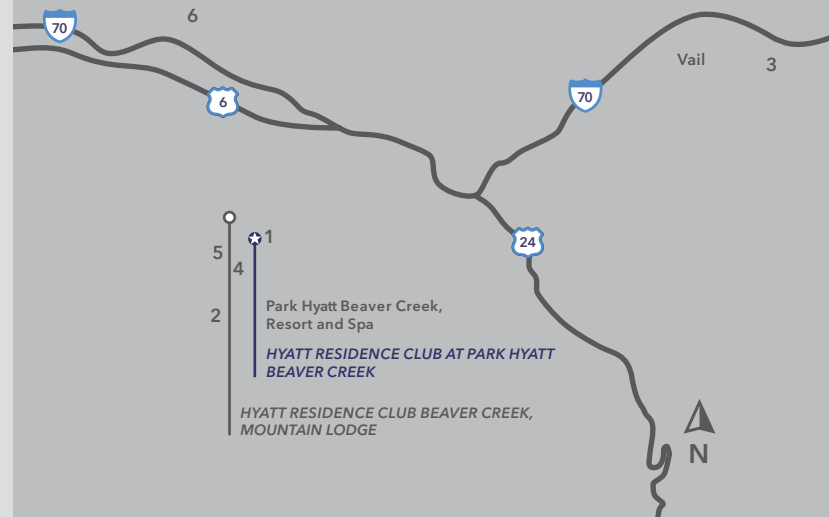 6
70
Vail
3
70
6
24
1
5
4
2
Park Hyatt Beaver Creek,
Resort and Spa
HYATT RESIDENCE CLUB AT PARK HYATT
BEAVER CREEK
HYATT RESIDENCE CLUB BEAVER CREEK,
MOUNTAIN LODGE
N